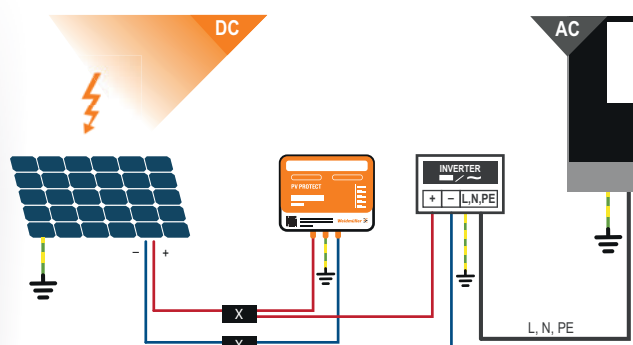 DC
AC
PV PROTECT
Weidmüller
INVERTER
+ − L,N,PE
− +
X
X
L, N, PE